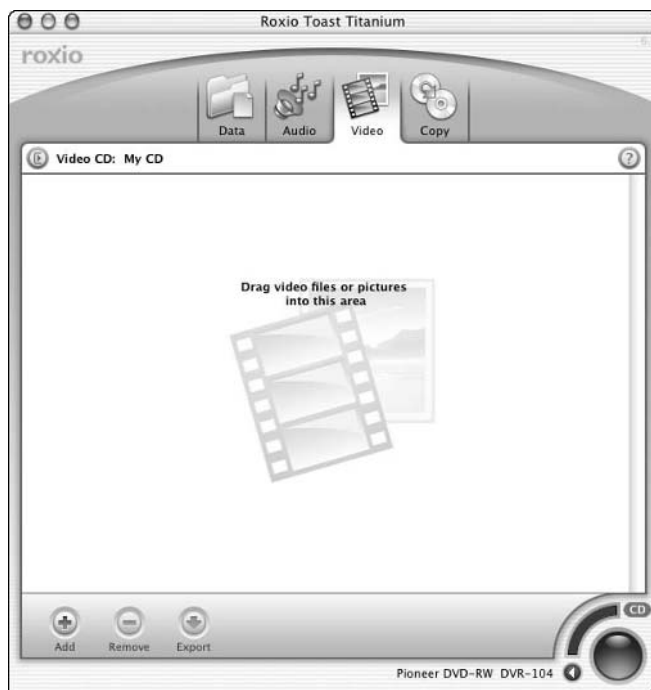 Roxio Toast Titanium
roxio
Data
Audio
Video
Copy
Video CD: My CD
?
Drag video files or pictures
into this area
CD
Add
Remove
Export
Pioneer DVD-RW DVR-104